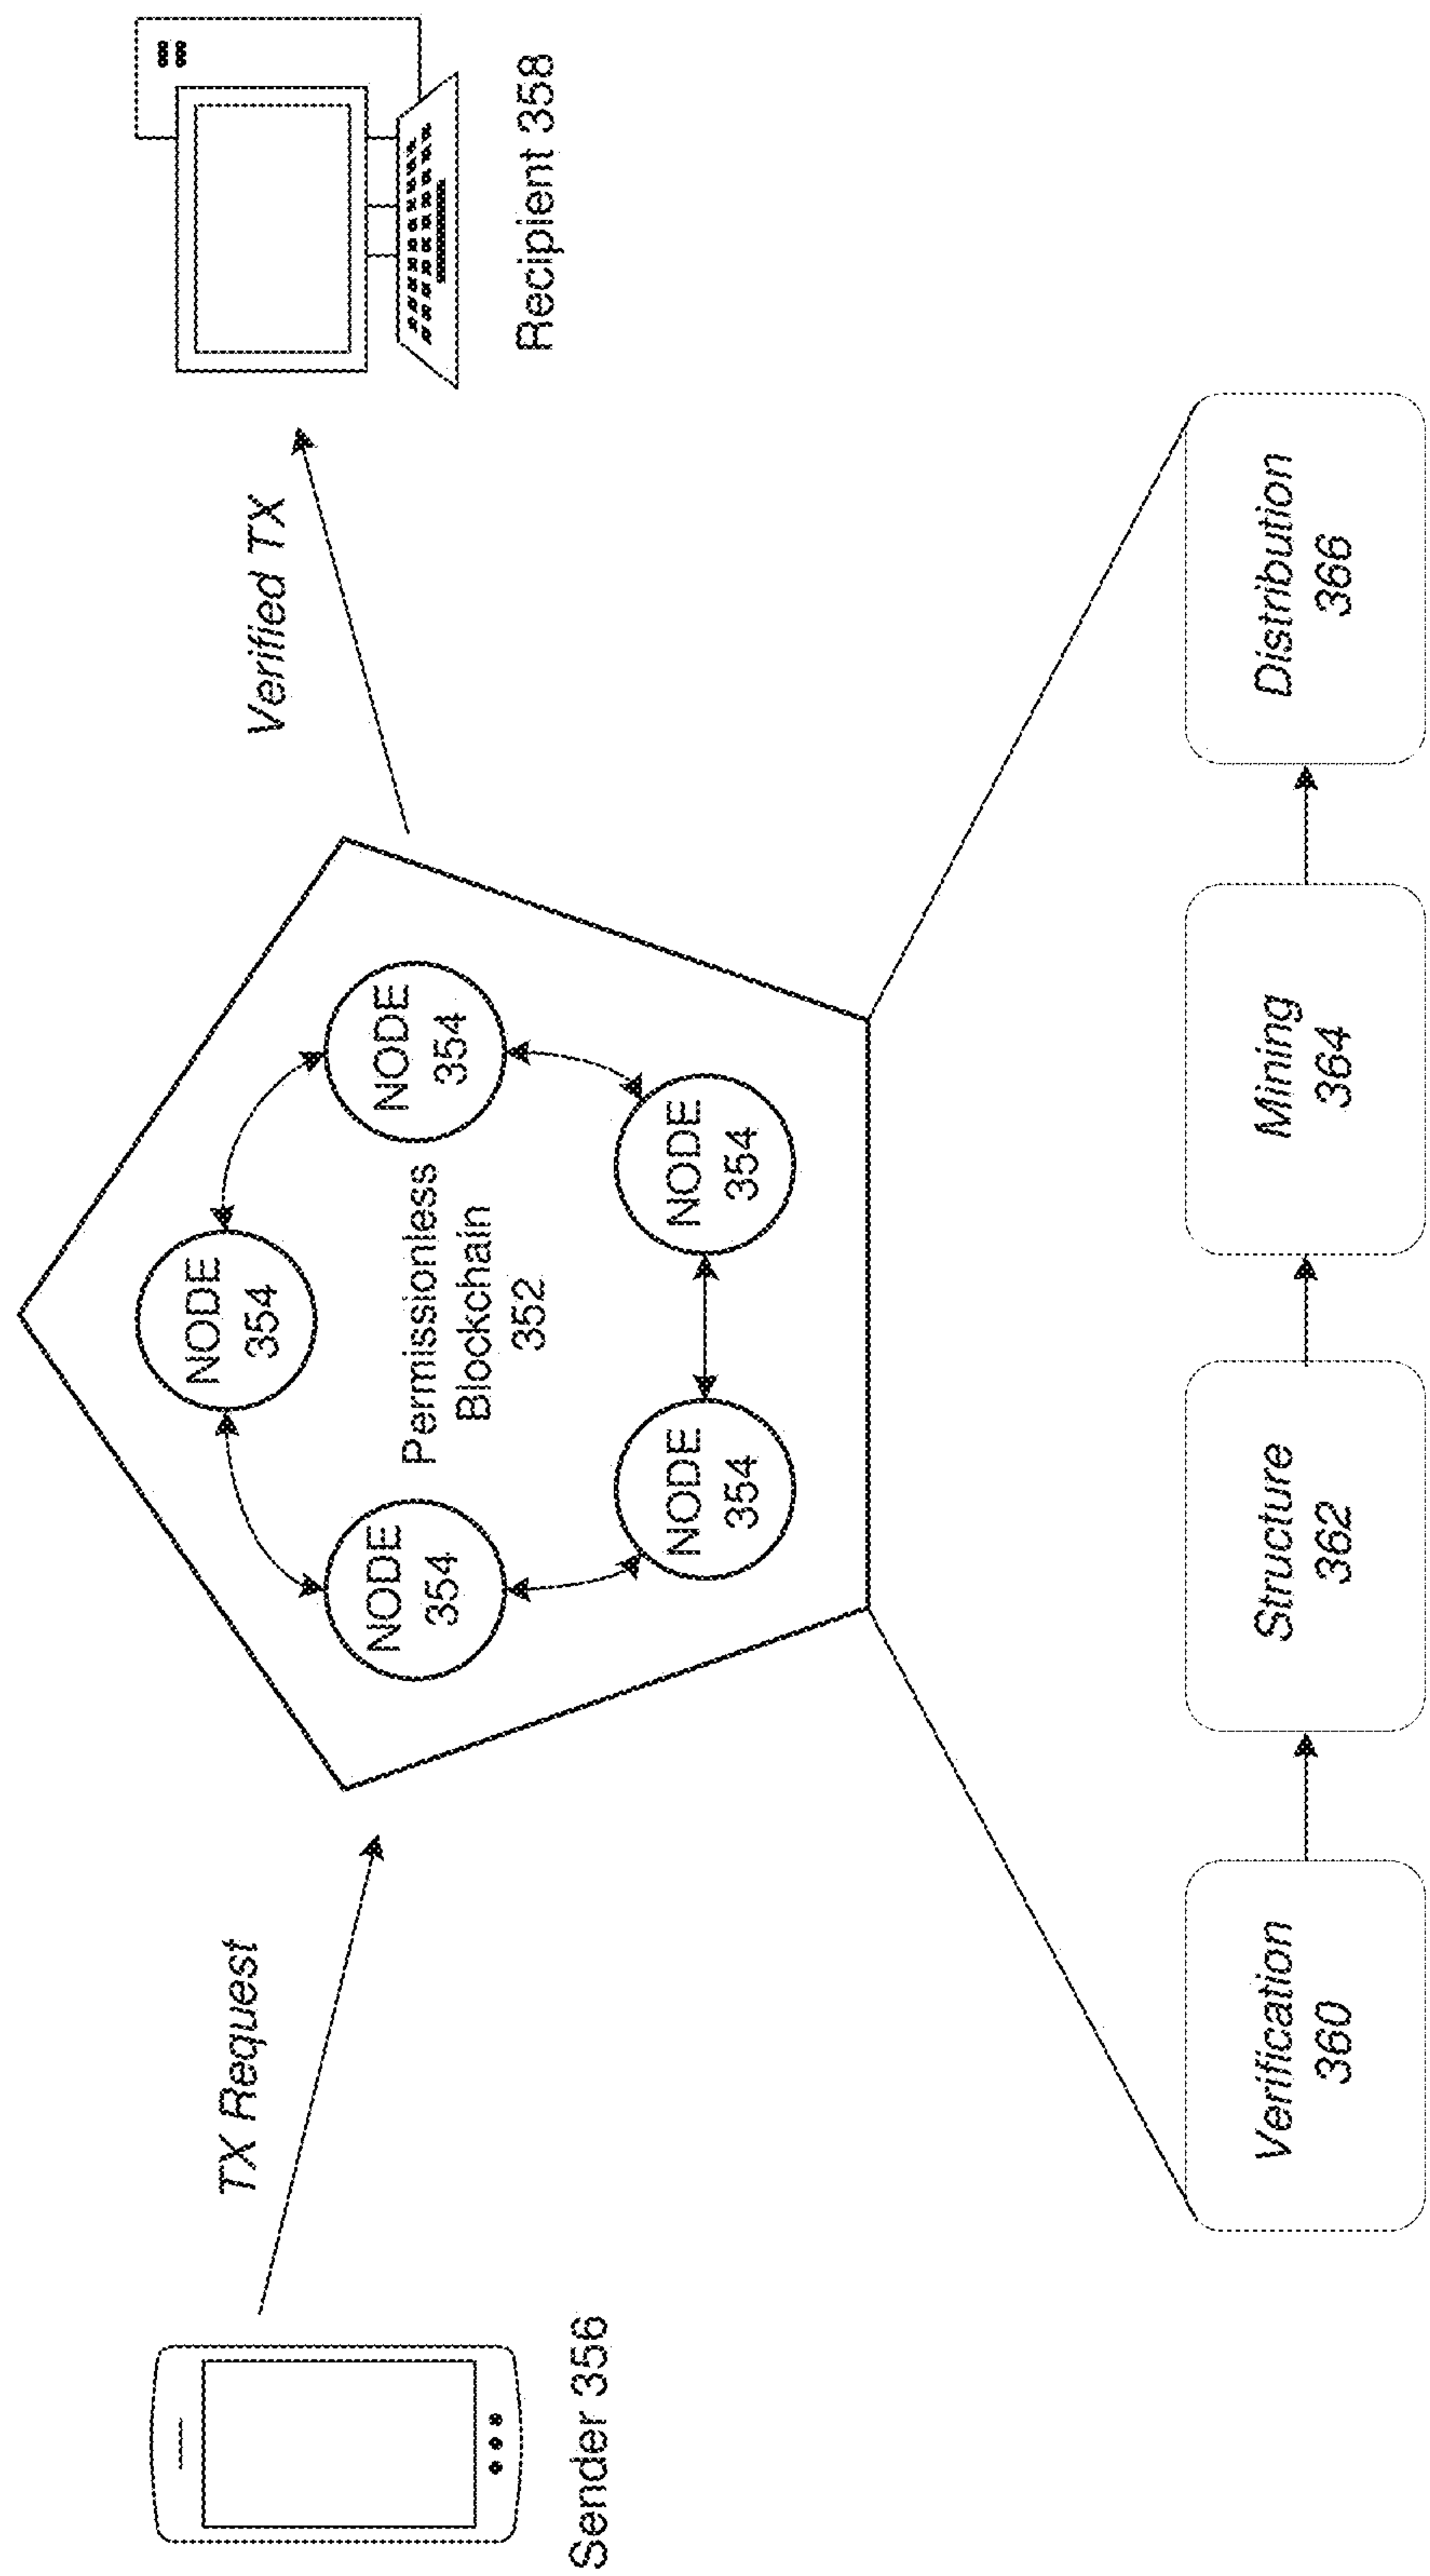 TX Request
Verified TX
NODE
354
NODE
354
NODE
354
Permissionless
Blockchain
352
NODE
354
NODE
354
Sender 356
Recipient 358
Verification
360
Structure
362
Mining
364
Distribution
366